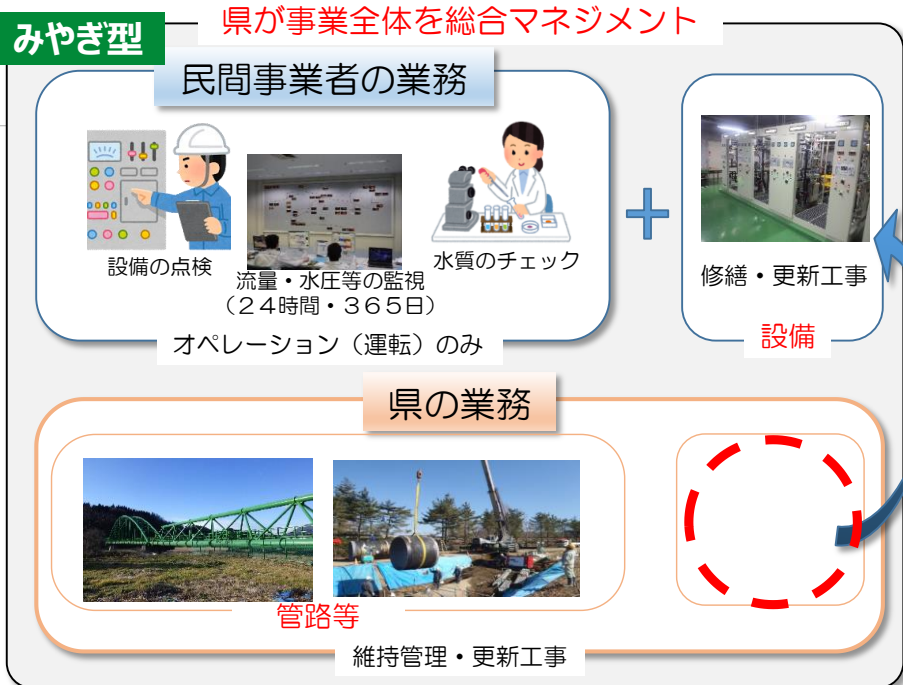 みやぎ型
県が事業全体を総合マネジメント
民間事業者の業務
設備の点検
流量・水圧等の監視
（２４時間・３６５日）
水質のチェック
オペレーション（運転）のみ
＋
修繕・更新工事
設備
県の業務
管路等
維持管理・更新工事